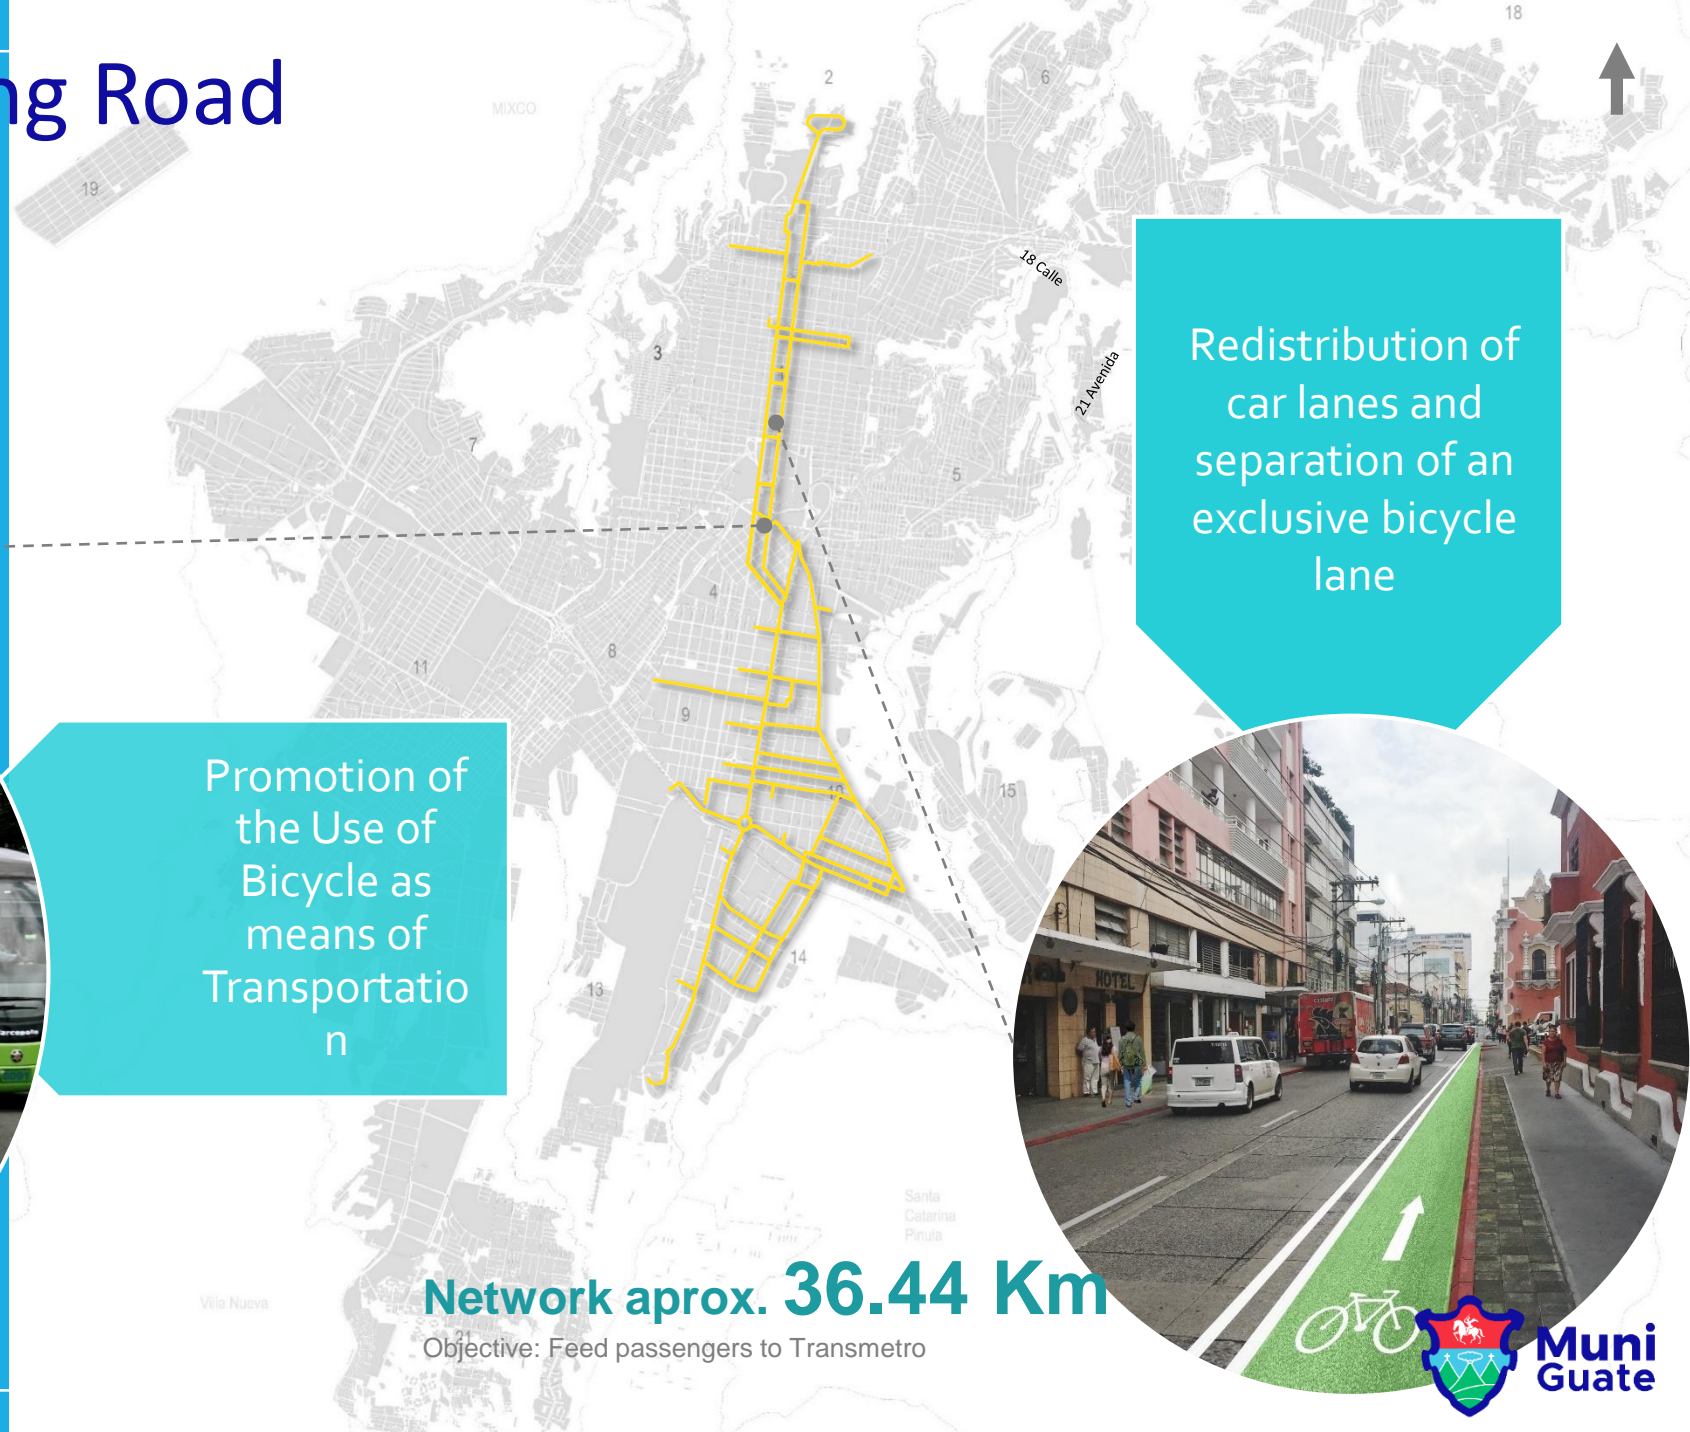 ng Road
18
2
6
MIXCO
19
18 Calle
3
21 Avenida
7
5
4
8
11
9
15
14
13
Redistribution of
car lanes and
separation of an
exclusive bicycle
lane
Promotion of
the Use of
Bicycle as
means of
Transportatio
n
HOTEL
Santa
Catarina
Pinula
Villa Nueva
21
Network aprox. 36.44 Km
Objective: Feed passengers to Transmetro
Muni
Guate